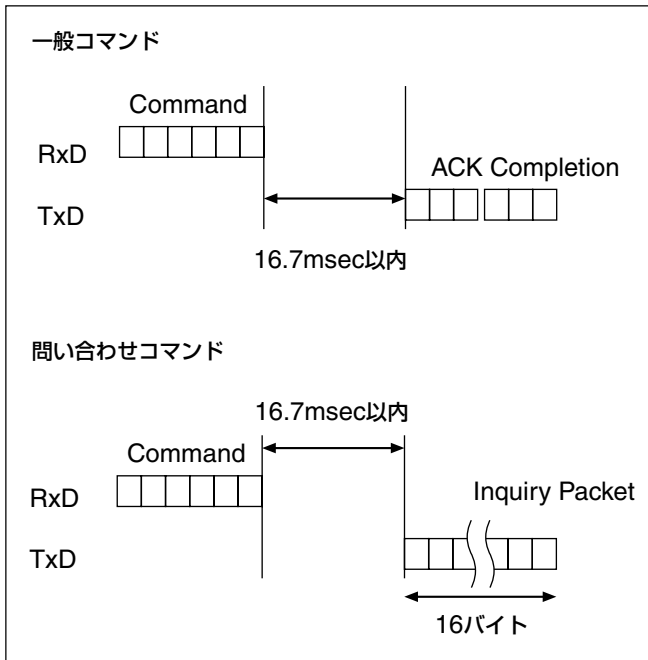 一般コマンド
Command
RxD
ACK Completion
TxD
16.7msec以内
問い合わせコマンド
16.7msec以内
Command
RxD
Inquiry Packet
TxD
16バイト